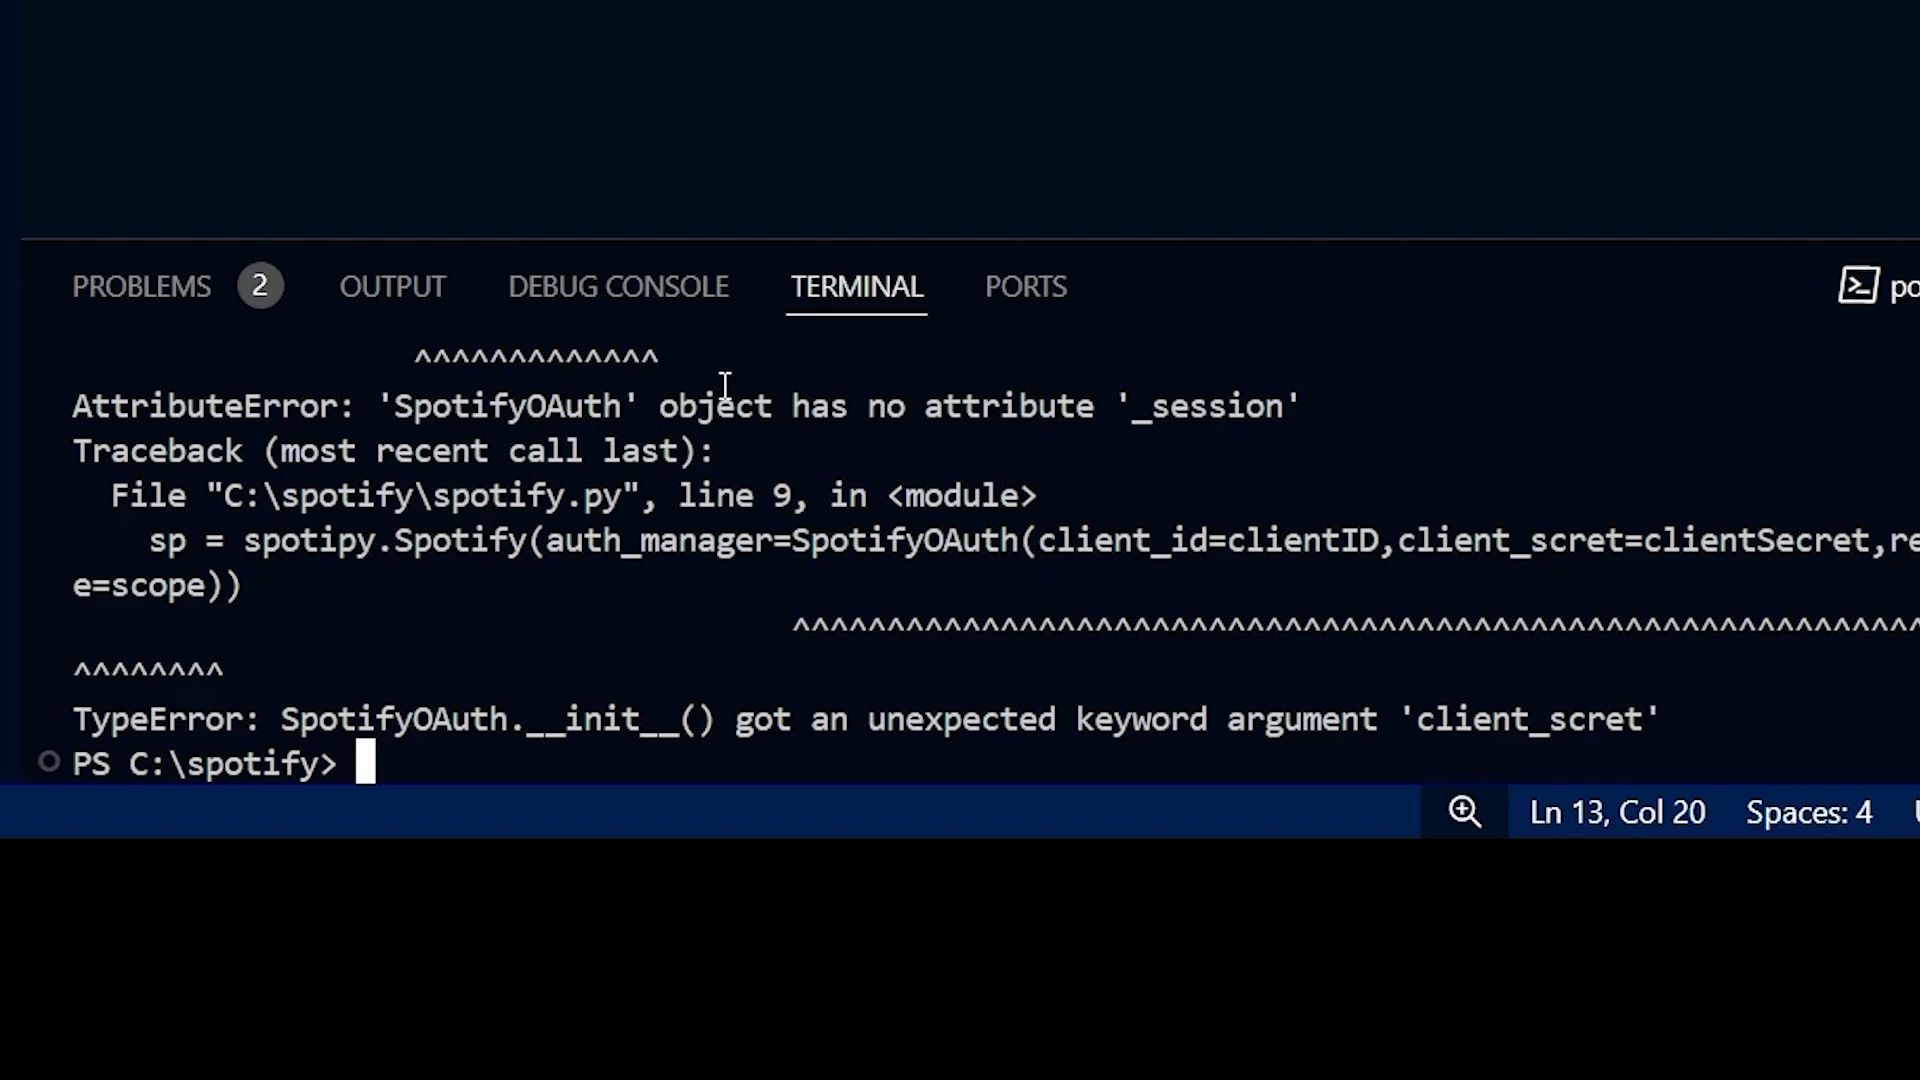 PROBLEMS 2 OUTPUT DEBUG CONSOLE TERMINAL PORTS
^^^^^^^^^^^^^
AttributeError: 'SpotifyOAuth' object has no attribute '_session'
Traceback (most recent call last):
File "C:\spotify\spotify.py", line 9, in <module>
sp = spotipy.Spotify(auth_manager=SpotifyOAuth(client_id=clientID,client_scret=clientSecret,re
e=scope))
^^^^^^^^^^^^^^^^^^^^^^^^^^^^^^^^^^^^^^^^^^^^^^^^^^^^^^^^^^^^
^^^^^^^^
TypeError: SpotifyOAuth.__init__() got an unexpected keyword argument 'client_scret'
PS C:\spotify>
Ln 13, Col 20 Spaces: 4